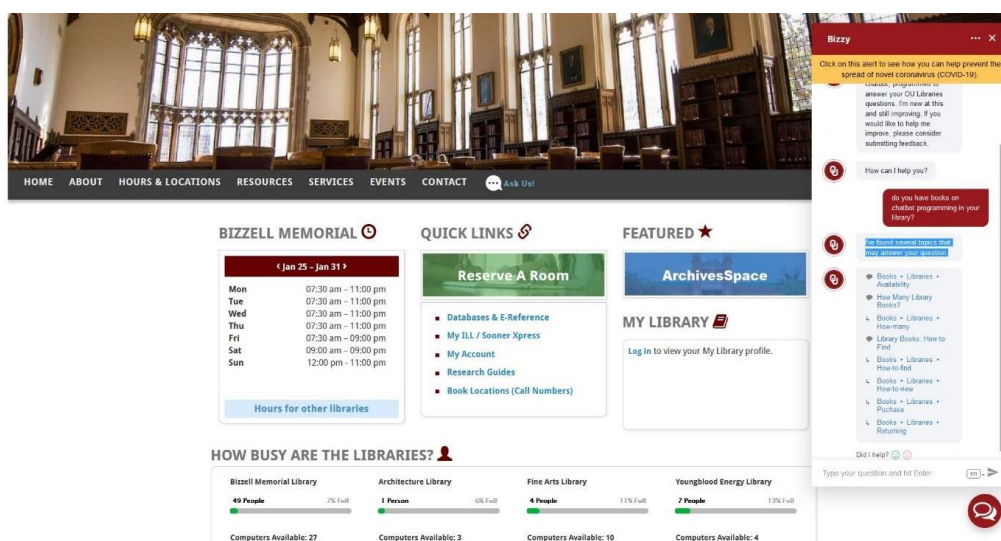 HOME ABOUT HOURS & LOCATIONS RESOURCES SERVICES EVENTS CONTACT Ask Us!
BIZZELL MEMORIAL
‹ Jan 25 – Jan 31 ›
Mon 07:30 am – 11:00 pm
Tue 07:30 am – 11:00 pm
Wed 07:30 am – 11:00 pm
Thu 07:30 am – 11:00 pm
Fri 07:30 am – 09:00 pm
Sat 09:00 am – 09:00 pm
Sun 12:00 pm - 11:00 pm
Hours for other libraries
QUICK LINKS
Reserve A Room
Databases & E-Reference
My ILL / Sooner Xpress
My Account
Research Guides
Book Locations (Call Numbers)
FEATURED
ArchivesSpace
MY LIBRARY
Log in to view your My Library profile.
HOW BUSY ARE THE LIBRARIES?
Bizzell Memorial Library
49 People 7% Full
Computers Available: 27
Architecture Library
1 Person 6% Full
Computers Available: 3
Fine Arts Library
4 People 11% Full
Computers Available: 10
Youngblood Energy Library
7 People 13% Full
Computers Available: 4
Bizzy
Click on this alert to see how you can help prevent the
spread of novel coronavirus (COVID-19).
chatbot, programmed to
answer your OU Libraries
questions. I'm new at this
and still improving. If you
would like to help me
improve, please consider
submitting feedback.
How can I help you?
do you have books on
chatbot programming in your
library?
I've found several topics that
may answer your question.
Books • Libraries •
Availability
How Many Library
Books?
Books • Libraries •
How-many
Library Books: How to
Find
Books • Libraries •
How-to-find
Books • Libraries •
How-to-view
Books • Libraries •
Puchase
Books • Libraries •
Returning
Did I help?
Type your question and hit Enter
en